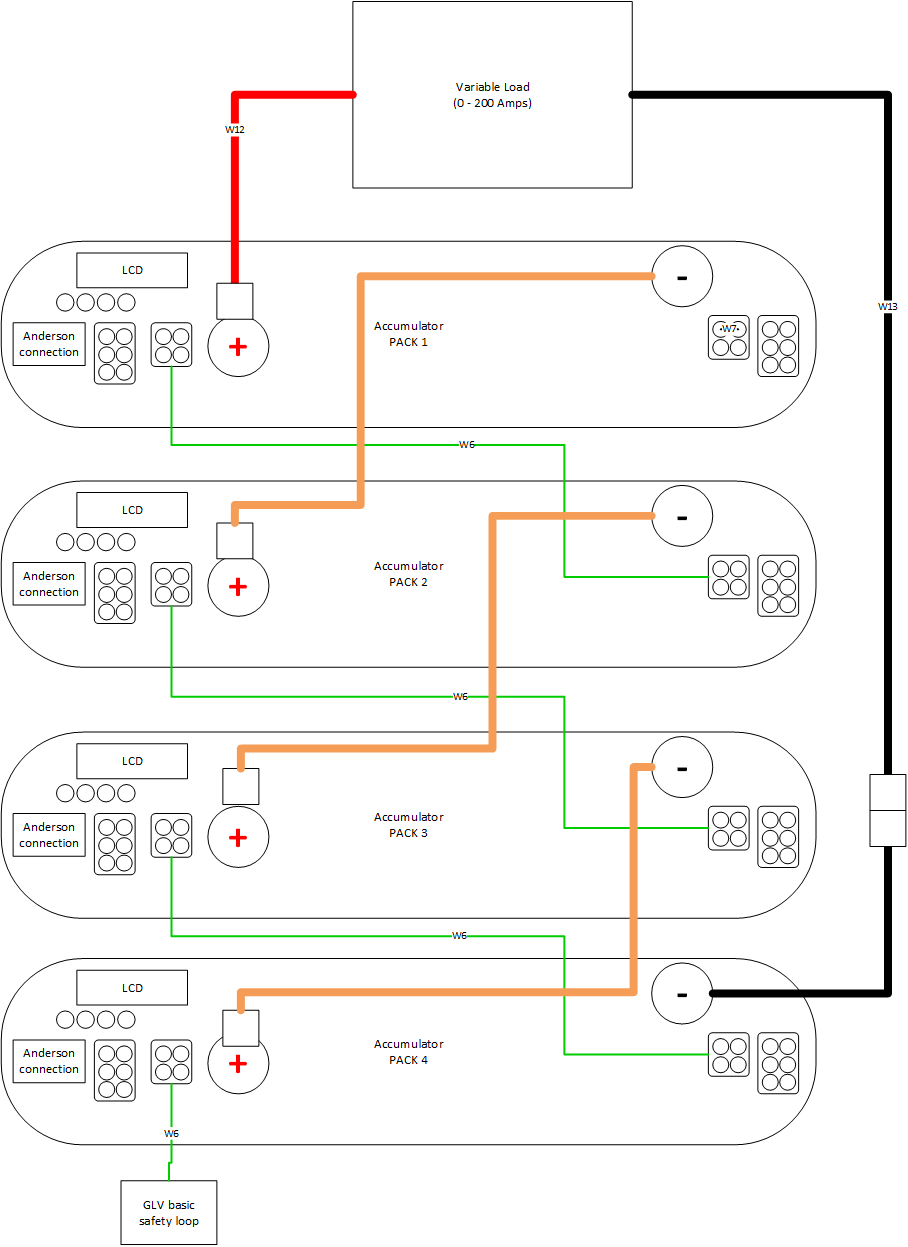 Variable Load
(0 - 200 Amps)
W12
W13
LCD
Anderson
connection
+
Accumulator
PACK 1
-
W7
W6
LCD
Anderson
connection
+
Accumulator
PACK 2
-
W6
LCD
Anderson
connection
+
Accumulator
PACK 3
-
W6
LCD
Anderson
connection
+
Accumulator
PACK 4
-
W6
GLV basic
safety loop